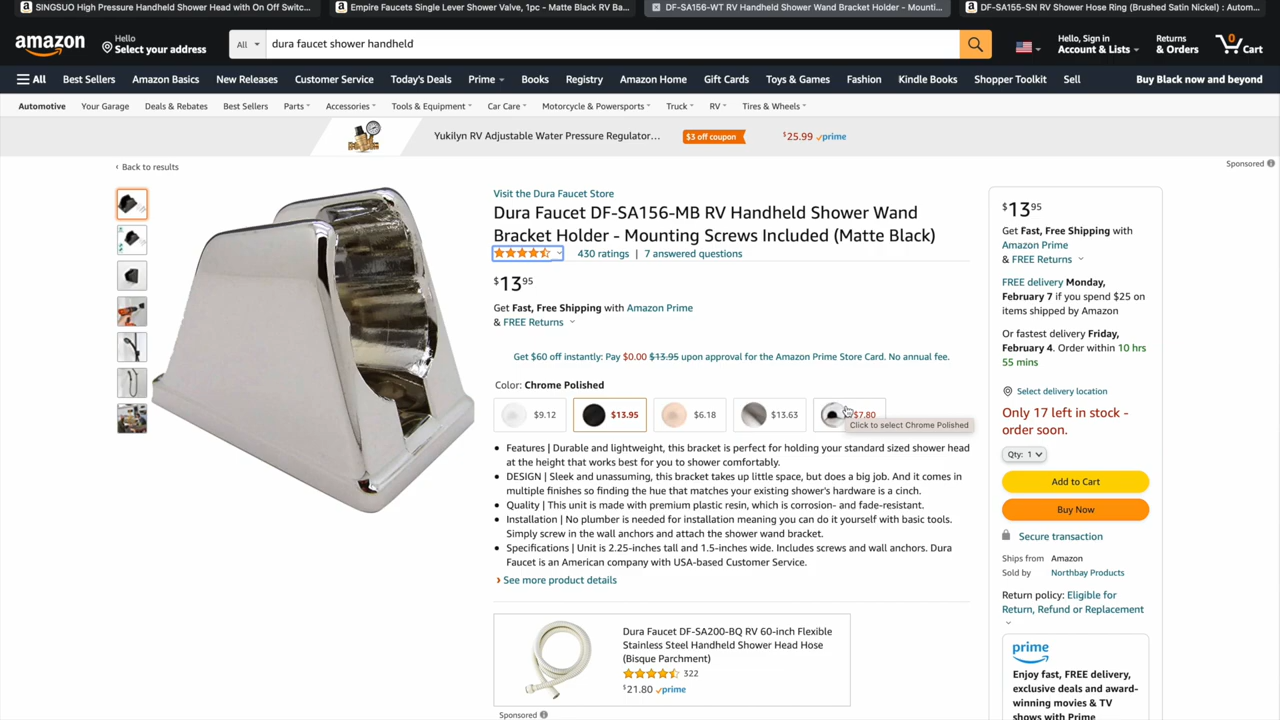 SINGSUO High Pressure Handheld Shower Head with On Off Switc...
Empire Faucets Single Lever Shower Valve, 1pc - Matte Black RV Ba...
DF-SA156-WT RV Handheld Shower Wand Bracket Holder - Mounti...
DF-SA155-SN RV Shower Hose Ring (Brushed Satin Nickel) : Autom...
amazon
Hello
Select your address
All
dura faucet shower handheld
Hello, Sign in
Account & Lists
Returns
& Orders
0
Cart
All
Best Sellers
Amazon Basics
New Releases
Customer Service
Today's Deals
Prime
Books
Registry
Amazon Home
Gift Cards
Toys & Games
Fashion
Kindle Books
Shopper Toolkit
Sell
Buy Black now and beyond
Automotive
Your Garage
Deals & Rebates
Best Sellers
Parts
Accessories
Tools & Equipment
Car Care
Motorcycle & Powersports
Truck
RV
Tires & Wheels
Yukilyn RV Adjustable Water Pressure Regulator...
$3 off coupon
$25.99 prime
Sponsored
‹ Back to results
Visit the Dura Faucet Store
Dura Faucet DF-SA156-MB RV Handheld Shower Wand
Bracket Holder - Mounting Screws Included (Matte Black)
430 ratings | 7 answered questions
$13 95
Get Fast, Free Shipping with Amazon Prime
& FREE Returns
Get $60 off instantly: Pay $0.00 $13.95 upon approval for the Amazon Prime Store Card. No annual fee.
Color: Chrome Polished
$9.12
$13.95
$6.18
$13.63
$7.80
Click to select Chrome Polished
• Features | Durable and lightweight, this bracket is perfect for holding your standard sized shower head
at the height that works best for you to shower comfortably.
• DESIGN | Sleek and unassuming, this bracket takes up little space, but does a big job. And it comes in
multiple finishes so finding the hue that matches your existing shower's hardware is a cinch.
• Quality | This unit is made with premium plastic resin, which is corrosion- and fade-resistant.
• Installation | No plumber is needed for installation meaning you can do it yourself with basic tools.
Simply screw in the wall anchors and attach the shower wand bracket.
• Specifications | Unit is 2.25-inches tall and 1.5-inches wide. Includes screws and wall anchors. Dura
Faucet is an American company with USA-based Customer Service.
› See more product details
Dura Faucet DF-SA200-BQ RV 60-inch Flexible
Stainless Steel Handheld Shower Head Hose
(Bisque Parchment)
322
$21.80 prime
Sponsored
$13 95
Get Fast, Free Shipping with
Amazon Prime
& FREE Returns
FREE delivery Monday,
February 7 if you spend $25 on
items shipped by Amazon
Or fastest delivery Friday,
February 4. Order within 10 hrs
55 mins
Select delivery location
Only 17 left in stock -
order soon.
Qty: 1
Add to Cart
Buy Now
Secure transaction
Ships from Amazon
Sold by Northbay Products
Return policy: Eligible for
Return, Refund or Replacement
prime
Enjoy fast, FREE delivery,
exclusive deals and award-
winning movies & TV
shows with Prime